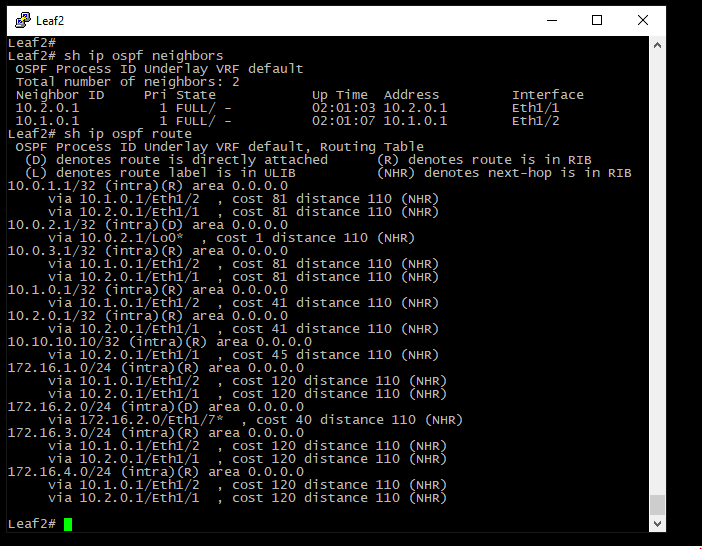 Leaf2
Leaf2#
Leaf2# sh ip ospf neighbors
 OSPF Process ID Underlay VRF default
 Total number of neighbors: 2
 Neighbor ID     Pri State            Up Time  Address         Interface
 10.2.0.1          1 FULL/ -          02:01:03 10.2.0.1        Eth1/1
 10.1.0.1          1 FULL/ -          02:01:07 10.1.0.1        Eth1/2
Leaf2# sh ip ospf route
 OSPF Process ID Underlay VRF default, Routing Table
  (D) denotes route is directly attached      (R) denotes route is in RIB
  (L) denotes route label is in ULIB          (NHR) denotes next-hop is in RIB
10.0.1.1/32 (intra)(R) area 0.0.0.0
     via 10.1.0.1/Eth1/2  , cost 81 distance 110 (NHR)
     via 10.2.0.1/Eth1/1  , cost 81 distance 110 (NHR)
10.0.2.1/32 (intra)(D) area 0.0.0.0
     via 10.0.2.1/Lo0*  , cost 1 distance 110 (NHR)
10.0.3.1/32 (intra)(R) area 0.0.0.0
     via 10.1.0.1/Eth1/2  , cost 81 distance 110 (NHR)
     via 10.2.0.1/Eth1/1  , cost 81 distance 110 (NHR)
10.1.0.1/32 (intra)(R) area 0.0.0.0
     via 10.1.0.1/Eth1/2  , cost 41 distance 110 (NHR)
10.2.0.1/32 (intra)(R) area 0.0.0.0
     via 10.2.0.1/Eth1/1  , cost 41 distance 110 (NHR)
10.10.10.10/32 (intra)(R) area 0.0.0.0
     via 10.2.0.1/Eth1/1  , cost 45 distance 110 (NHR)
172.16.1.0/24 (intra)(R) area 0.0.0.0
     via 10.1.0.1/Eth1/2  , cost 120 distance 110 (NHR)
     via 10.2.0.1/Eth1/1  , cost 120 distance 110 (NHR)
172.16.2.0/24 (intra)(D) area 0.0.0.0
     via 172.16.2.0/Eth1/7*  , cost 40 distance 110 (NHR)
172.16.3.0/24 (intra)(R) area 0.0.0.0
     via 10.1.0.1/Eth1/2  , cost 120 distance 110 (NHR)
     via 10.2.0.1/Eth1/1  , cost 120 distance 110 (NHR)
172.16.4.0/24 (intra)(R) area 0.0.0.0
     via 10.1.0.1/Eth1/2  , cost 120 distance 110 (NHR)
     via 10.2.0.1/Eth1/1  , cost 120 distance 110 (NHR)
Leaf2#